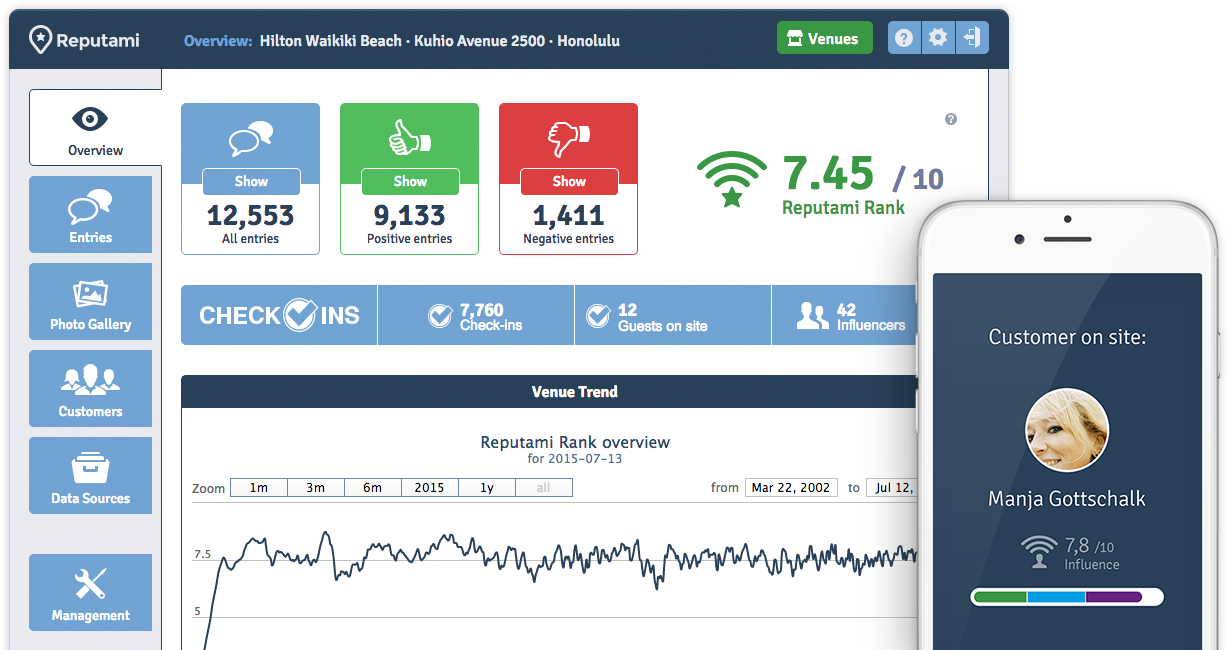 Reputami
Overview: Hilton Waikiki Beach · Kuhio Avenue 2500 · Honolulu
Venues
?
Overview
Entries
Photo Gallery
Customers
Data Sources
Management
Show
12,553
All entries
Show
9,133
Positive entries
Show
1,411
Negative entries
?
7.45 / 10
Reputami Rank
CHECK INS
7,760
Check-ins
12
Guests on site
42
Influencers
Venue Trend
Reputami Rank overview
for 2015-07-13
Zoom 1m 3m 6m 2015 1y all
from Mar 22, 2002 to Jul 12,
7.5
5
Customer on site:
Manja Gottschalk
7,8 /10
Influence